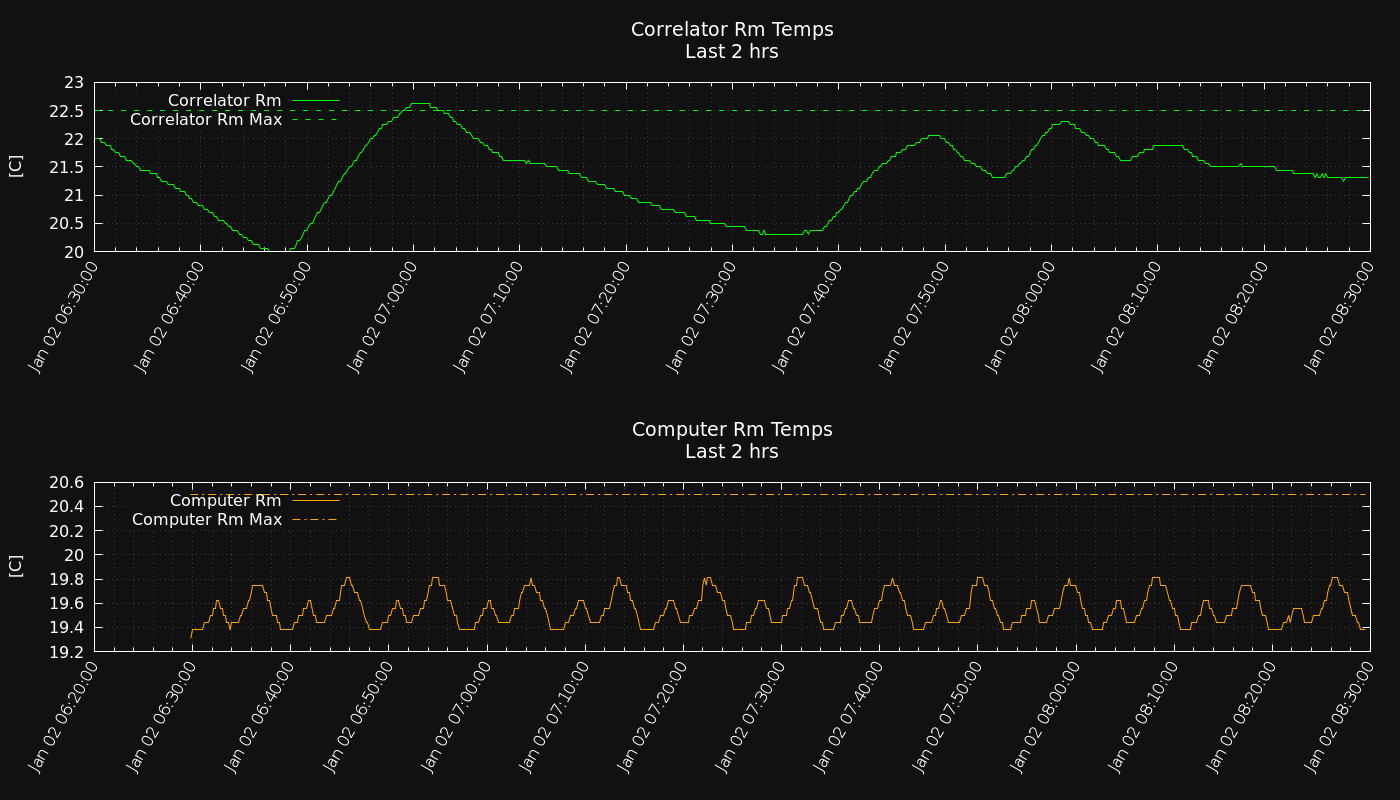 Correlator Rm Temps
Last 2 hrs
23
22.5
22
21.5
21
20.5
20
[C]
Correlator Rm
Correlator Rm Max
Jan 02 06:30:00
Jan 02 06:40:00
Jan 02 06:50:00
Jan 02 07:00:00
Jan 02 07:10:00
Jan 02 07:20:00
Jan 02 07:30:00
Jan 02 07:40:00
Jan 02 07:50:00
Jan 02 08:00:00
Jan 02 08:10:00
Jan 02 08:20:00
Jan 02 08:30:00
Computer Rm Temps
Last 2 hrs
20.6
20.4
20.2
20
19.8
19.6
19.4
19.2
[C]
Computer Rm
Computer Rm Max
Jan 02 06:20:00
Jan 02 06:30:00
Jan 02 06:40:00
Jan 02 06:50:00
Jan 02 07:00:00
Jan 02 07:10:00
Jan 02 07:20:00
Jan 02 07:30:00
Jan 02 07:40:00
Jan 02 07:50:00
Jan 02 08:00:00
Jan 02 08:10:00
Jan 02 08:20:00
Jan 02 08:30:00